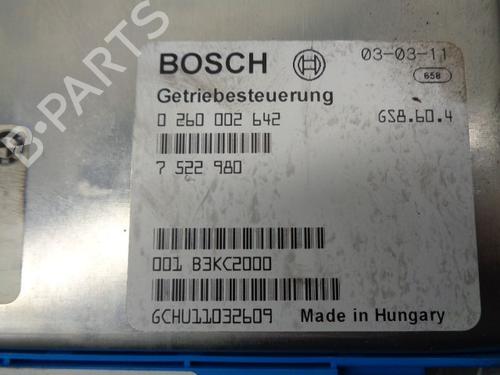 BOSCH
03-03-11
658
Getriebesteuerung
0 260 002 642
GS8.60.4
7 522 980
001 B3KC2000
GCHU11032609
Made in Hungary
B-PARTS